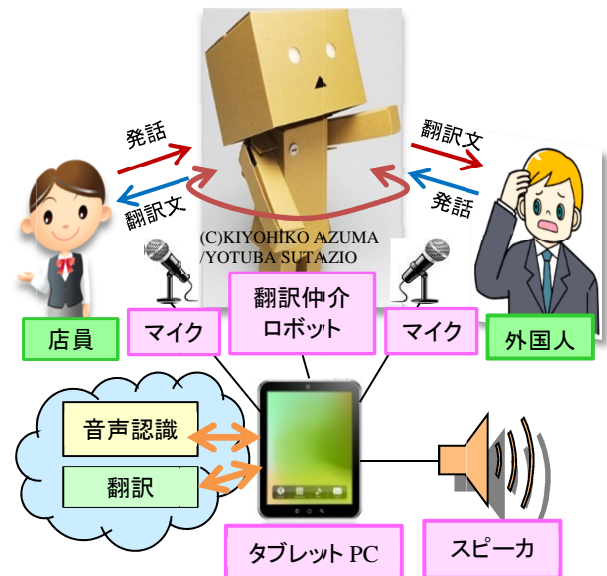 発話
翻訳文
翻訳文
発話
(C)KIYOHIKO AZUMA
/YOTUBA SUTAZIO
店員
マイク
翻訳仲介
ロボット
マイク
外国人
音声認識
翻訳
タブレット PC
スピーカ